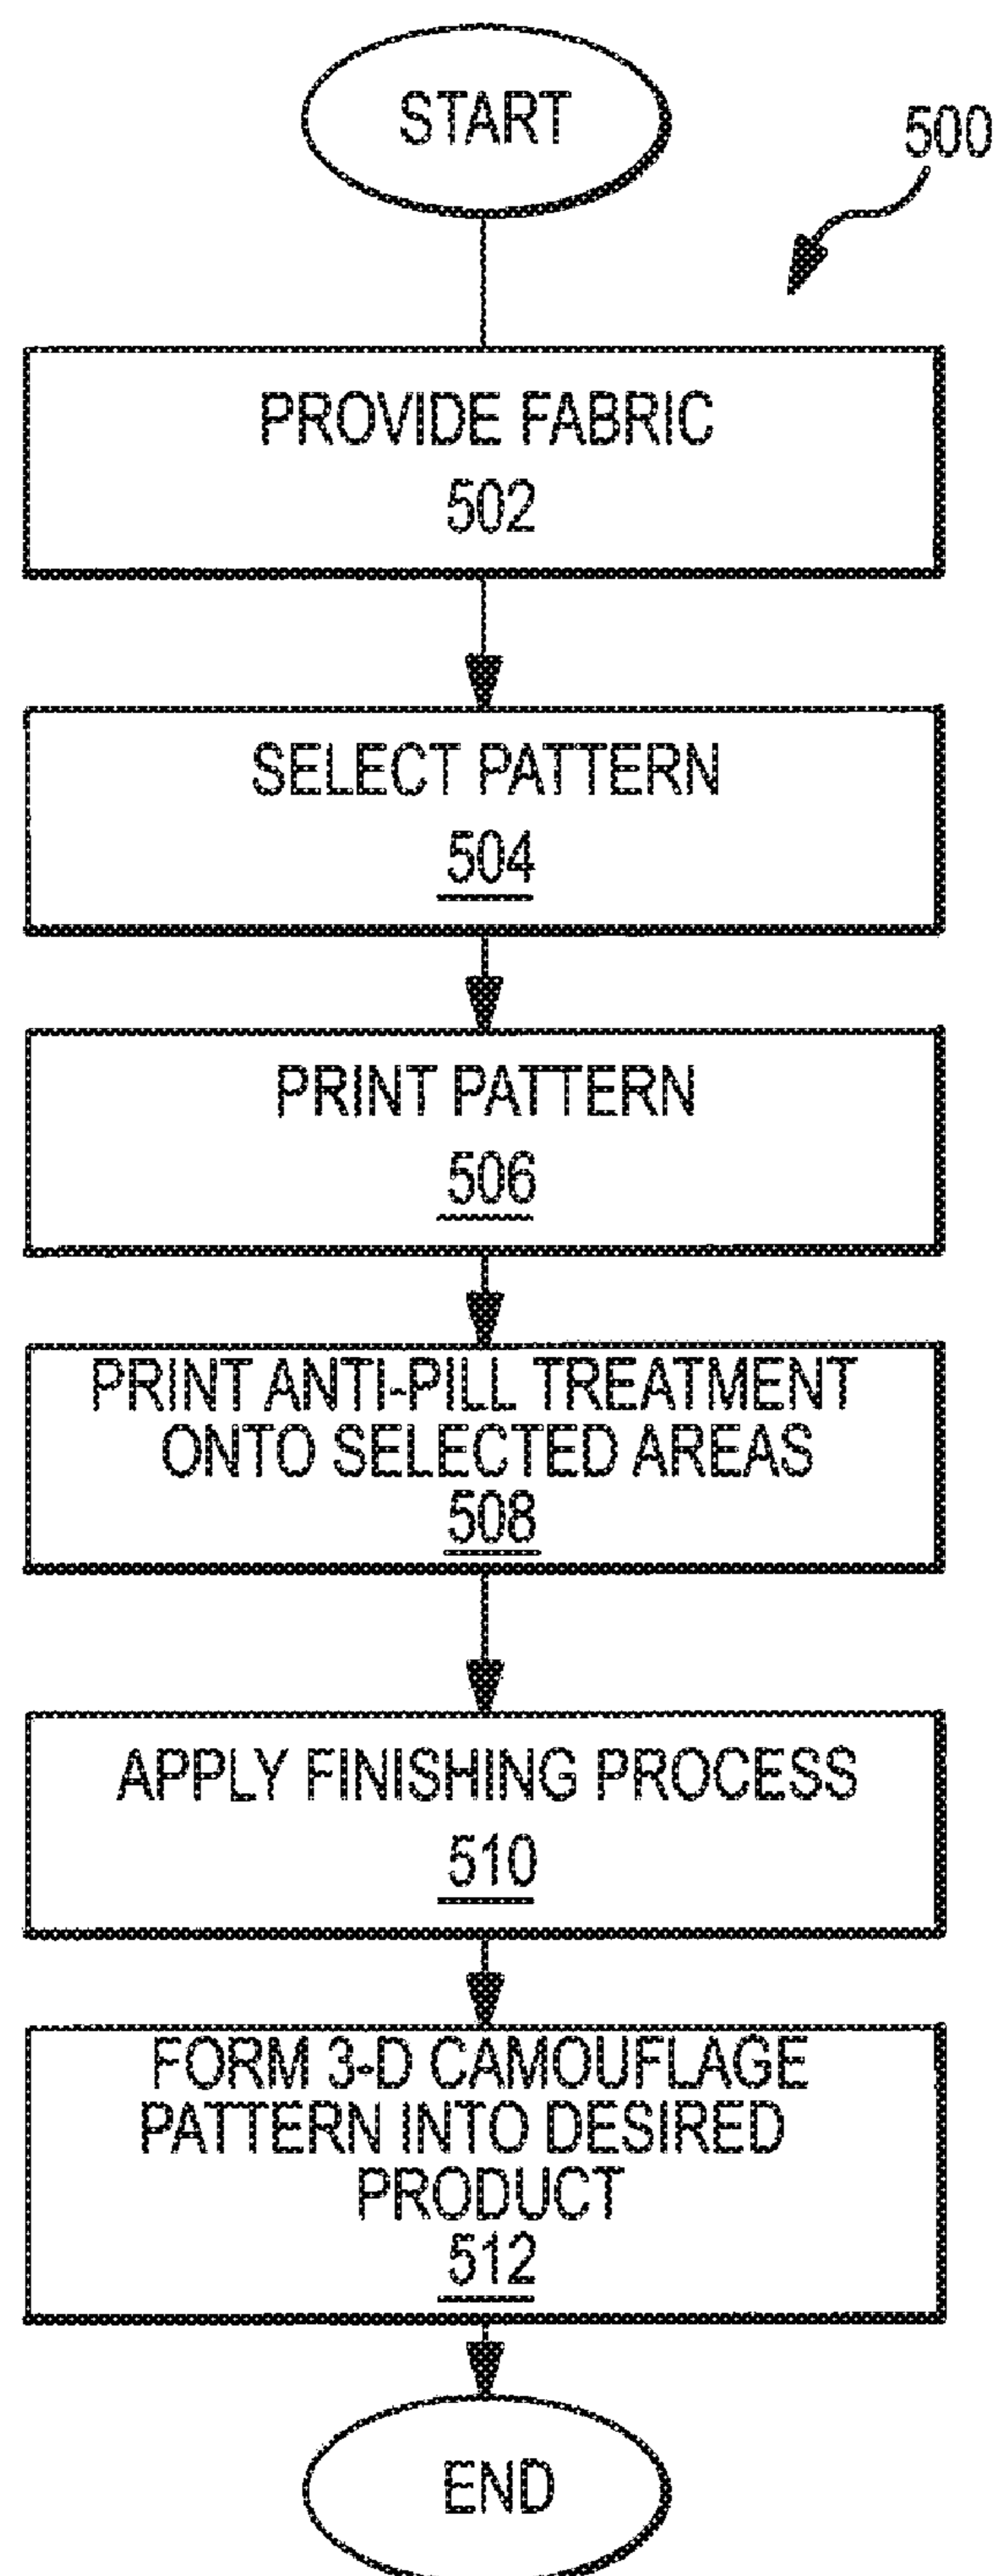 START
500
PROVIDE FABRIC
502
SELECT PATTERN
504
PRINT PATTERN
506
PRINT ANTI-PILL TREATMENT
ONTO SELECTED AREAS
508
APPLY FINISHING PROCESS
510
FORM 3-D CAMOUFLAGE
PATTERN INTO DESIRED
PRODUCT
512
END